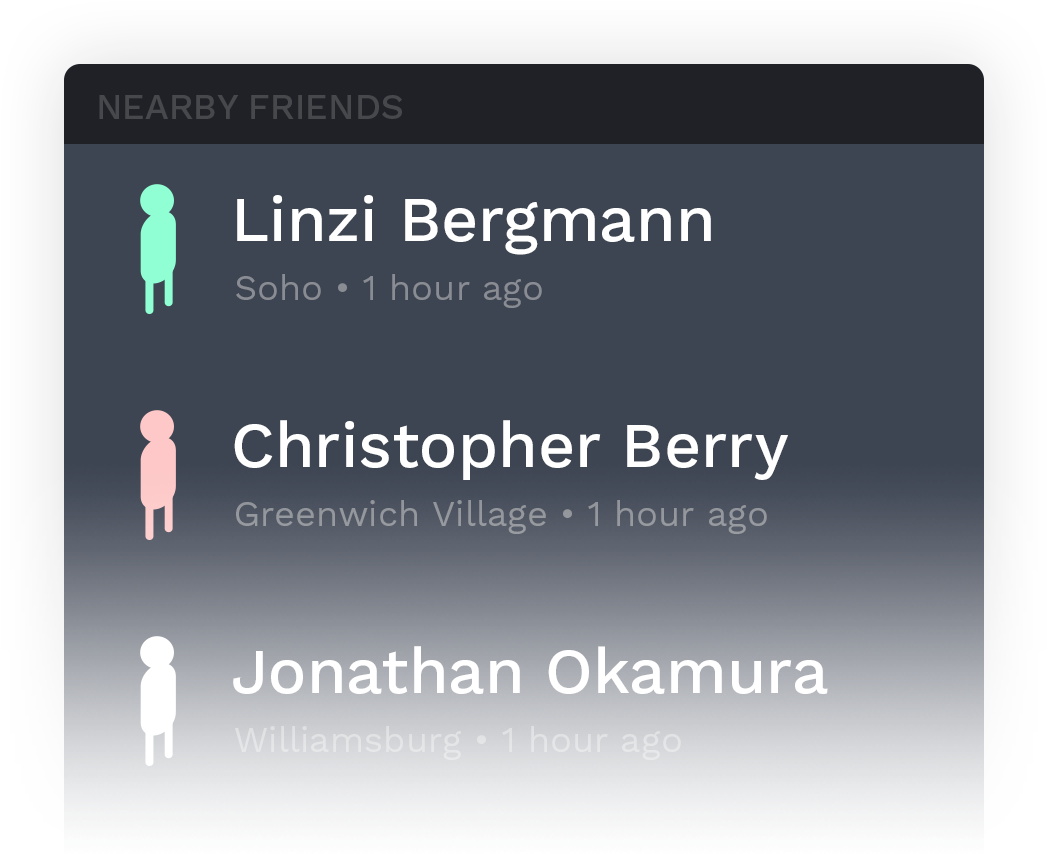 NEARBY FRIENDS
Linzi Bergmann
Soho • 1 hour ago
Christopher Berry
Greenwich Village • 1 hour ago
Jonathan Okamura
Williamsburg • 1 hour ago